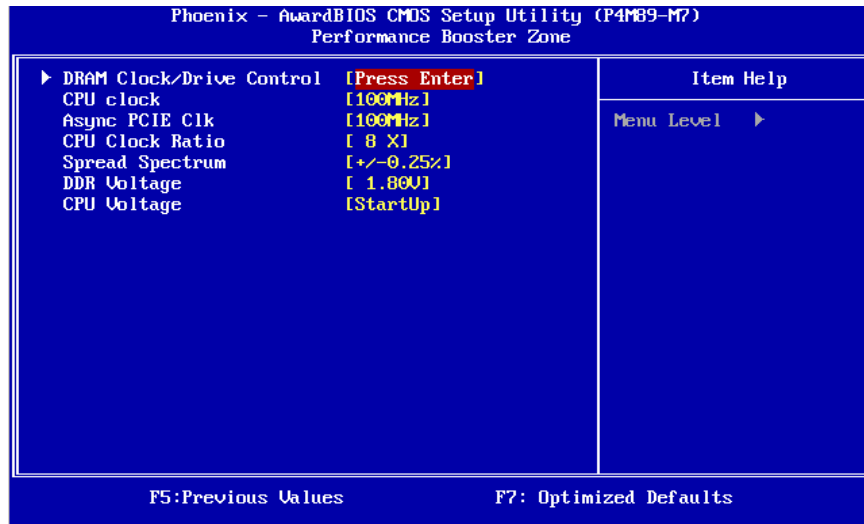 Phoenix - AwardBIOS CMOS Setup Utility (P4M89-M7)
Performance Booster Zone
DRAM Clock/Drive Control [Press Enter]
CPU clock [100MHz]
Async PCIE Clk [100MHz]
CPU Clock Ratio [ 8 X]
Spread Spectrum [+/-0.25%]
DDR Voltage [ 1.80V]
CPU Voltage [StartUp]
Item Help
Menu Level
F5:Previous Values F7: Optimized Defaults